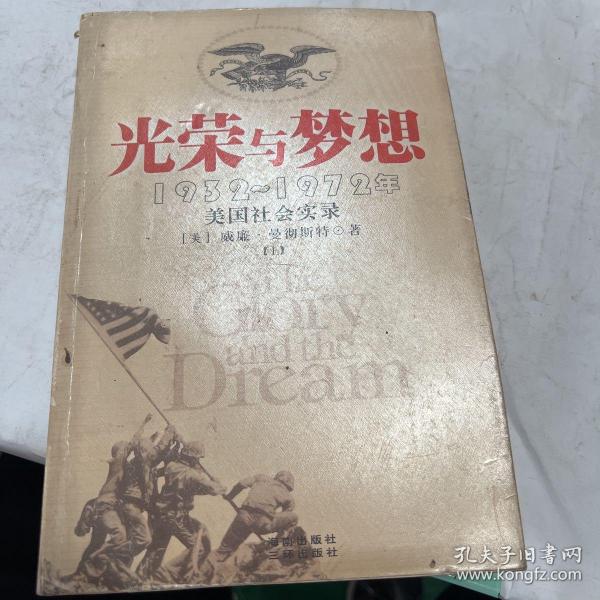 光荣与梦想
1932~1972年
美国社会实录
［美］威廉·曼彻斯特⊙著
【上】
The
Glory
and the
Dream
海南出版社
三环出版社
孔夫子旧书网
www.kongfz.com